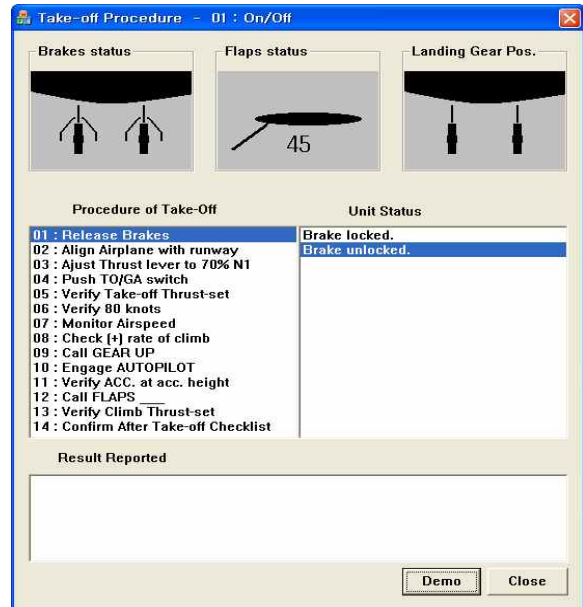 Take-off Procedure - 01 : On/Off
Brakes status
Flaps status
Landing Gear Pos.
45
Procedure of Take-Off
Unit Status
01 : Release Brakes
02 : Align Airplane with runway
03 : Ajust Thrust lever to 70% N1
04 : Push TO/GA switch
05 : Verify Take-off Thrust-set
06 : Verify 80 knots
07 : Monitor Airspeed
08 : Check (+) rate of climb
09 : Call GEAR UP
10 : Engage AUTOPILOT
11 : Verify ACC. at acc. height
12 : Call FLAPS ___
13 : Verify Climb Thrust-set
14 : Confirm After Take-off Checklist
Brake locked.
Brake unlocked.
Result Reported
Demo
Close